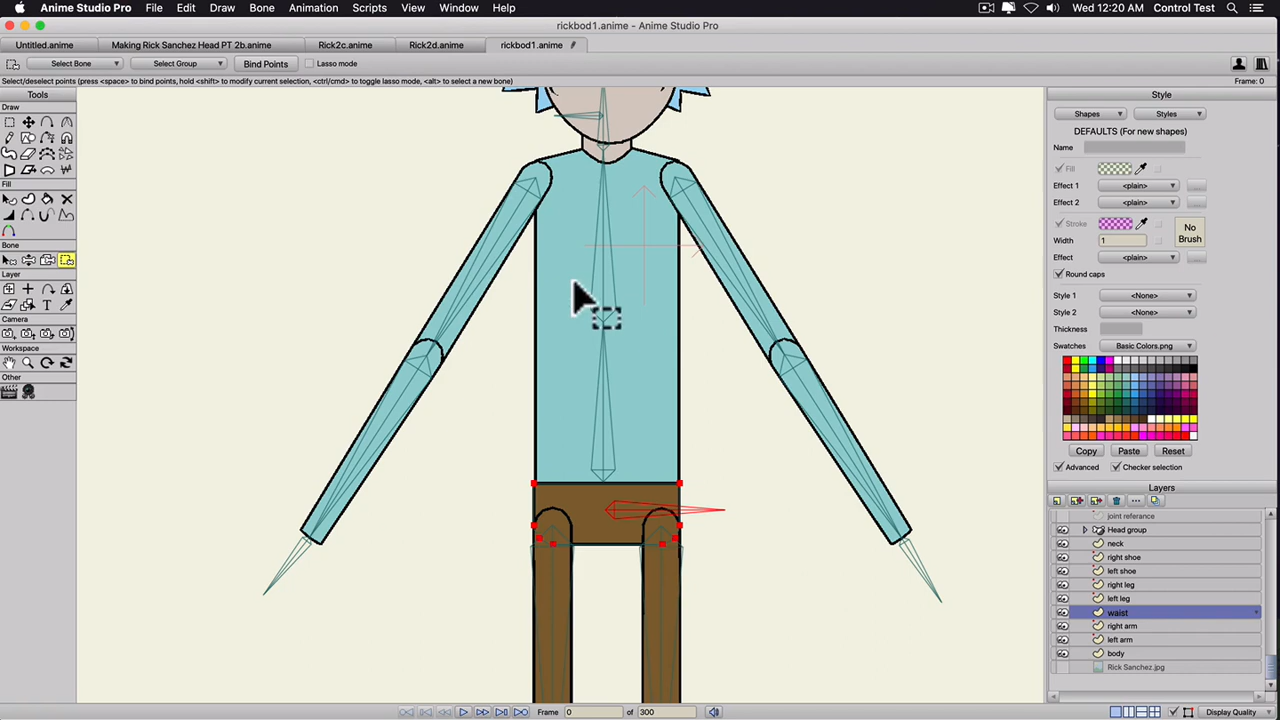 Anime Studio Pro File Edit Draw Bone Animation Scripts View Window Help Wed 12:20 AM Control Test
rickbod1.anime - Anime Studio Pro
Untitled.anime Making Rick Sanchez Head PT 2b.anime Rick2c.anime Rick2d.anime rickbod1.anime
Select Bone Select Group Bind Points Lasso mode
Select/deselect points (press <space> to bind points, hold <shift> to modify current selection, <ctrl/cmd> to toggle lasso mode, <alt> to select a new bone) Frame: 0
Tools
Draw
Fill
Bone
Layer
T
Camera
Workspace
Other
Style
Shapes Styles
DEFAULTS (For new shapes)
Name
Fill
Effect 1 <plain> ...
Effect 2 <plain> ...
Stroke
Width 1
No Brush
Effect <plain> ...
Round caps
Style 1 <None>
Style 2 <None>
Thickness
Swatches Basic Colors.png
Copy Paste Reset
Advanced Checker selection
Layers
joint referance
Head group
neck
right shoe
left shoe
right leg
left leg
waist
right arm
left arm
body
Rick Sanchez.jpg
Frame 0 of 300 Display Quality